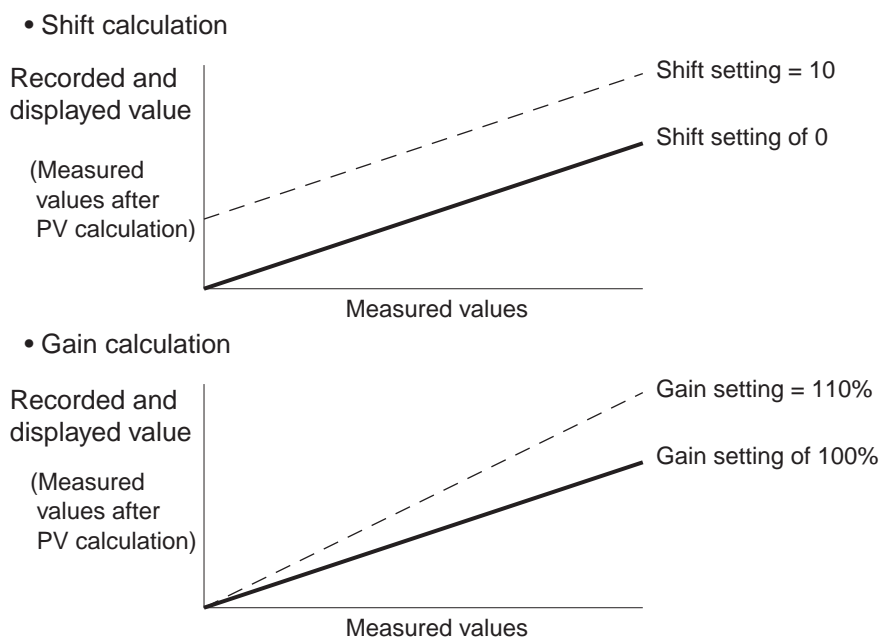 • Shift calculation
Recorded and
displayed value
(Measured
values after
PV calculation)
Shift setting = 10
Shift setting of 0
Measured values
• Gain calculation
Recorded and
displayed value
(Measured
values after
PV calculation)
Gain setting = 110%
Gain setting of 100%
Measured values